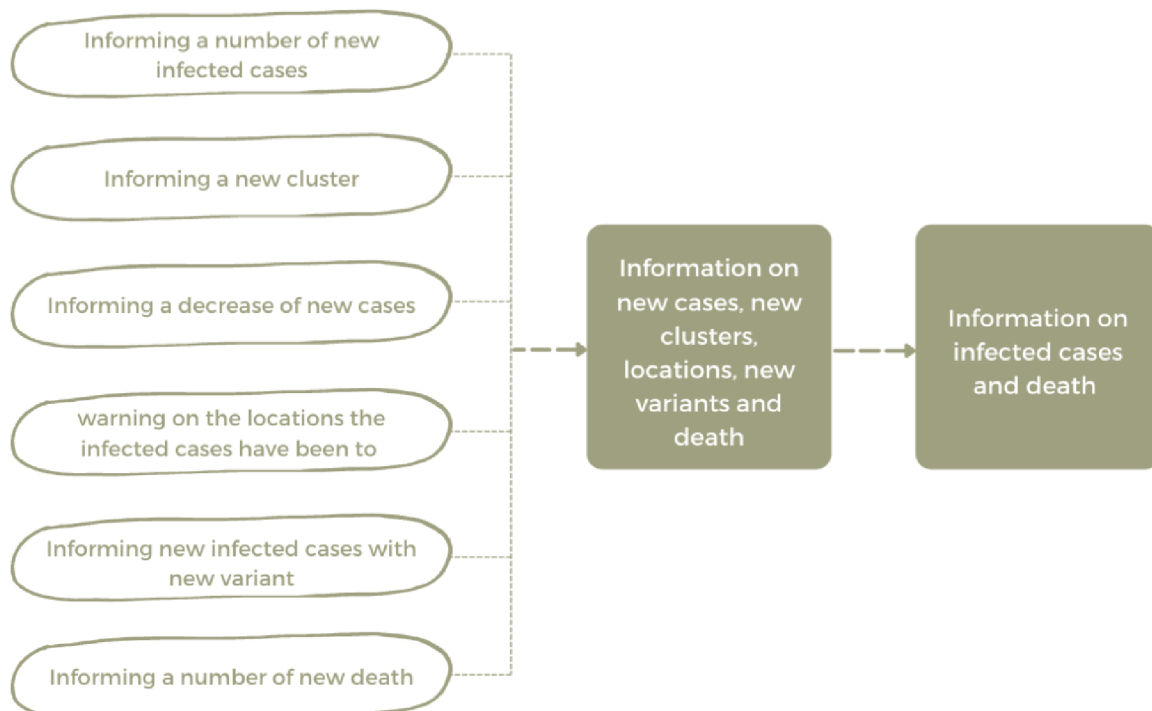 Informing a number of new
infected cases
Informing a new cluster
Informing a decrease of new cases
warning on the locations the
infected cases have been to
Informing new infected cases with
new variant
Informing a number of new death
Information on
new cases, new
clusters,
locations, new
variants and
death
Information on
infected cases
and death